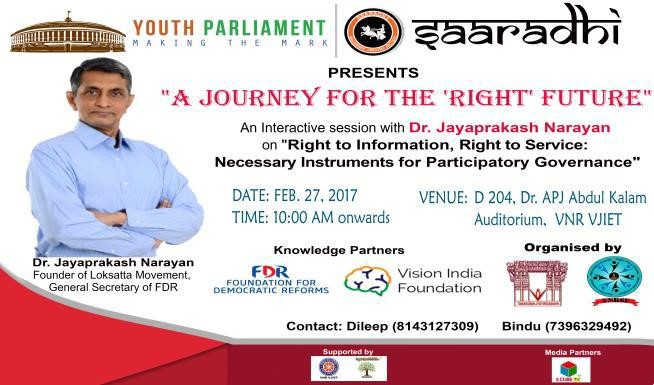 YOUTH PARLIAMENT
MAKING THE MARK
SAARADHI
PRESENTS
"A JOURNEY FOR THE 'RIGHT' FUTURE"
An Interactive session with Dr. Jayaprakash Narayan
on "Right to Information, Right to Service:
Necessary Instruments for Participatory Governance"
DATE: FEB. 27, 2017
TIME: 10:00 AM onwards
VENUE: D 204, Dr. APJ Abdul Kalam
Auditorium, VNR VJIET
Dr. Jayaprakash Narayan
Founder of Loksatta Movement,
General Secretary of FDR
Knowledge Partners
FDR
FOUNDATION FOR
DEMOCRATIC REFORMS
Vision India
Foundation
Organised by
VNRSF
Contact: Dileep (8143127309) Bindu (7396329492)
Supported by
Media Partners